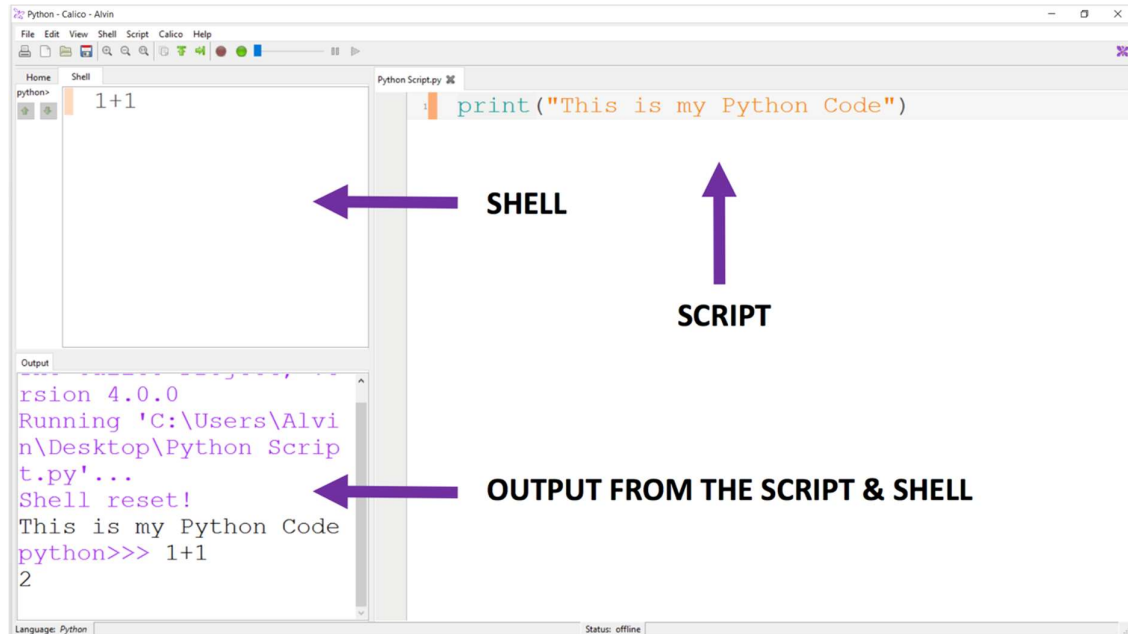 Python - Calico - Alvin
File Edit View Shell Script Calico Help
Home Shell
python>
1+1
Python Script.py
1 print("This is my Python Code")
SHELL
SCRIPT
Output
rsion 4.0.0
Running 'C:\Users\Alvi
n\Desktop\Python Scrip
t.py'...
Shell reset!
This is my Python Code
python>>> 1+1
2
OUTPUT FROM THE SCRIPT & SHELL
Language: Python
Status: offline